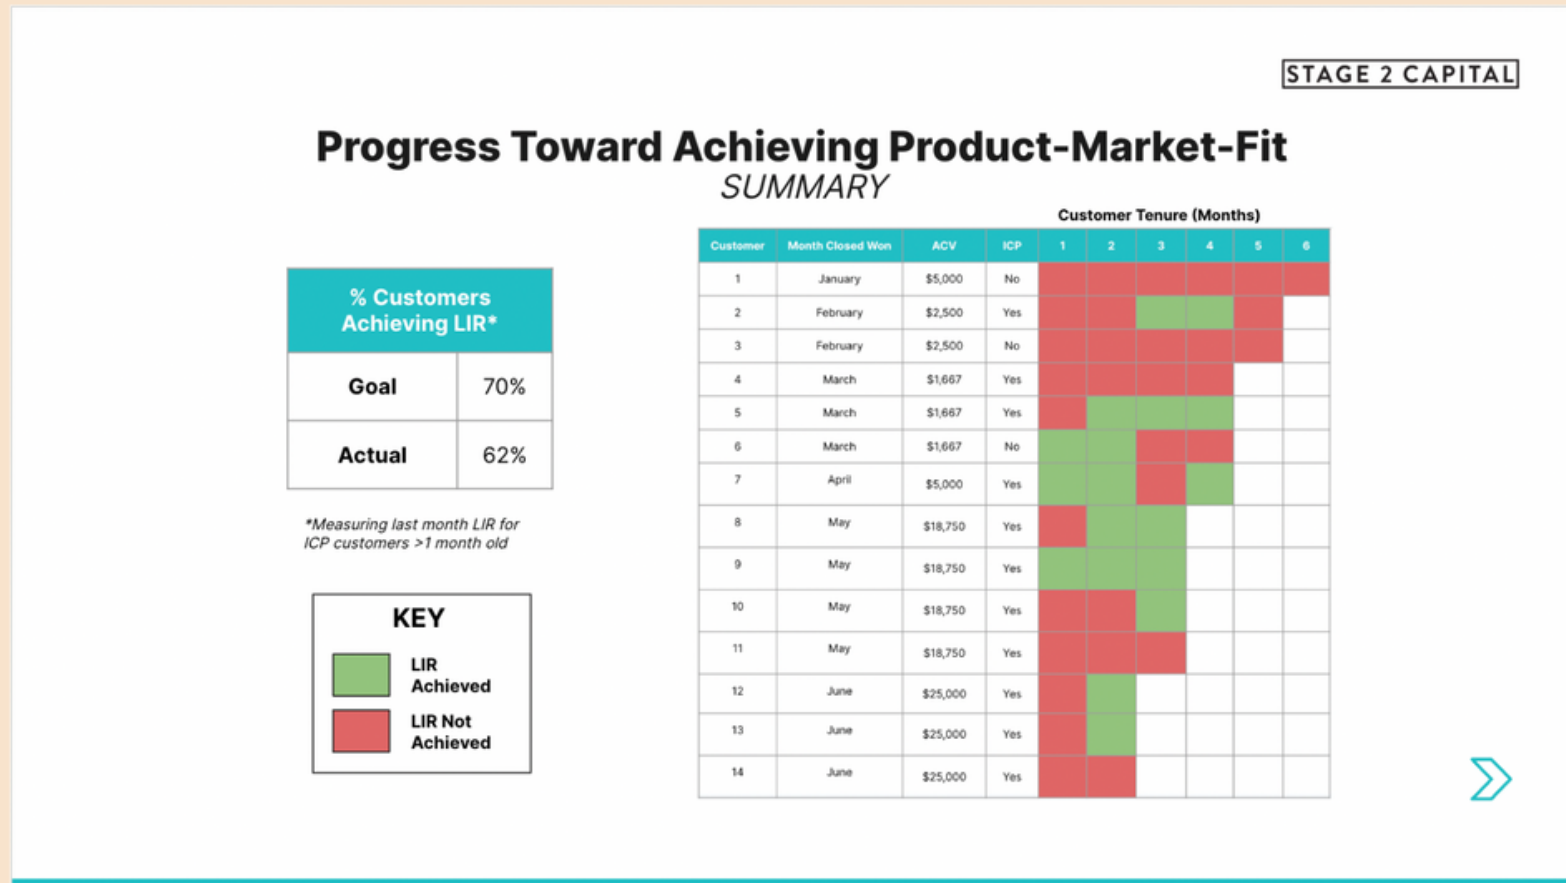 STAGE 2 CAPITAL
Progress Toward Achieving Product-Market-Fit
SUMMARY
% Customers
Achieving LIR*
Goal 70%
Actual 62%
*Measuring last month LIR for
ICP customers >1 month old
KEY
LIR
Achieved
LIR Not
Achieved
Customer Tenure (Months)
Customer Month Closed Won ACV ICP 1 2 3 4 5 6
1 January $5,000 No
2 February $2,500 Yes
3 February $2,500 No
4 March $1,667 Yes
5 March $1,667 Yes
6 March $1,667 No
7 April $5,000 Yes
8 May $18,750 Yes
9 May $18,750 Yes
10 May $18,750 Yes
11 May $18,750 Yes
12 June $25,000 Yes
13 June $25,000 Yes
14 June $25,000 Yes